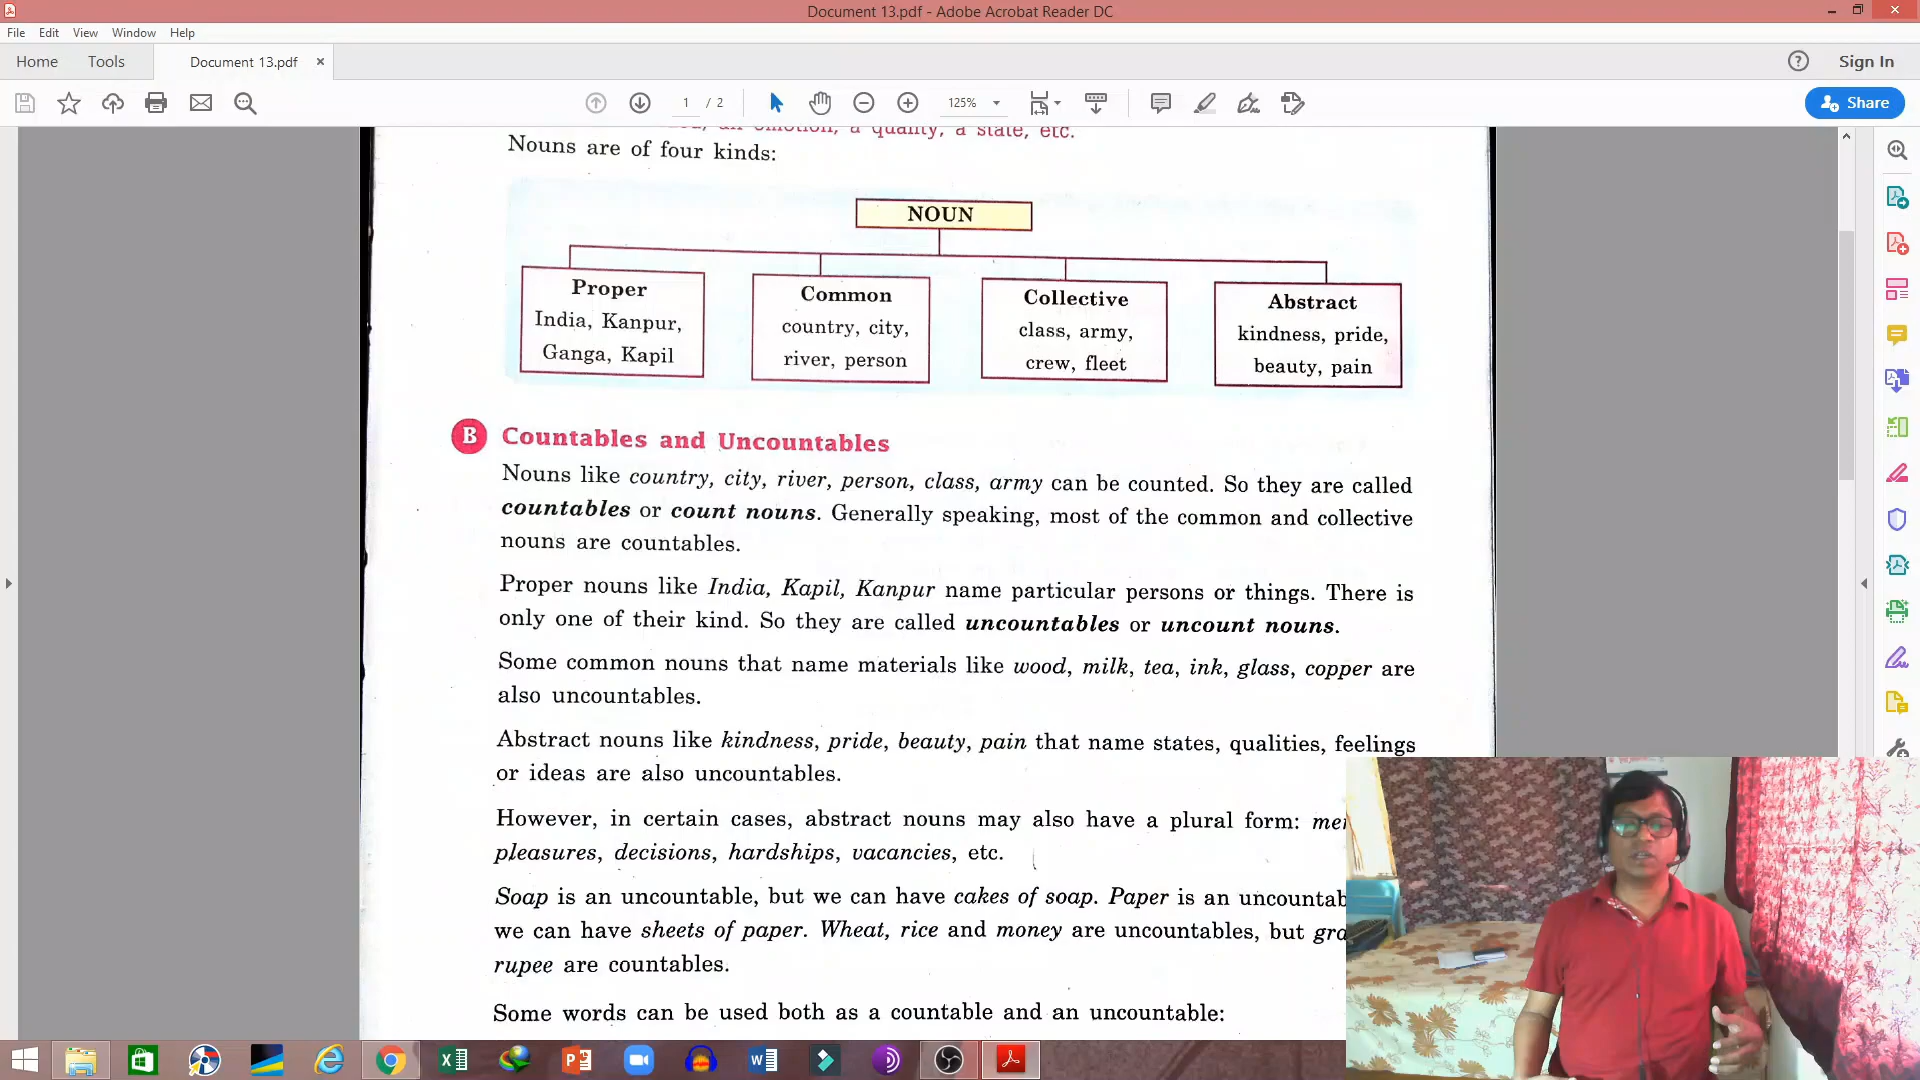 Document 13.pdf - Adobe Acrobat Reader DC
File Edit View Window Help
Home Tools Document 13.pdf Sign In
1 / 2 125% Share
an emotion, a quality, a state, etc.
Nouns are of four kinds:
NOUN
Proper
India, Kanpur,
Ganga, Kapil
Common
country, city,
river, person
Collective
class, army,
crew, fleet
Abstract
kindness, pride,
beauty, pain
B Countables and Uncountables
Nouns like country, city, river, person, class, army can be counted. So they are called
countables or count nouns. Generally speaking, most of the common and collective
nouns are countables.
Proper nouns like India, Kapil, Kanpur name particular persons or things. There is
only one of their kind. So they are called uncountables or uncount nouns.
Some common nouns that name materials like wood, milk, tea, ink, glass, copper are
also uncountables.
Abstract nouns like kindness, pride, beauty, pain that name states, qualities, feelings
or ideas are also uncountables.
However, in certain cases, abstract nouns may also have a plural form:
pleasures, decisions, hardships, vacancies, etc.
Soap is an uncountable, but we can have cakes of soap. Paper is an
we can have sheets of paper. Wheat, rice and money are uncountables, but
rupee are countables.
Some words can be used both as a countable and an uncountable: